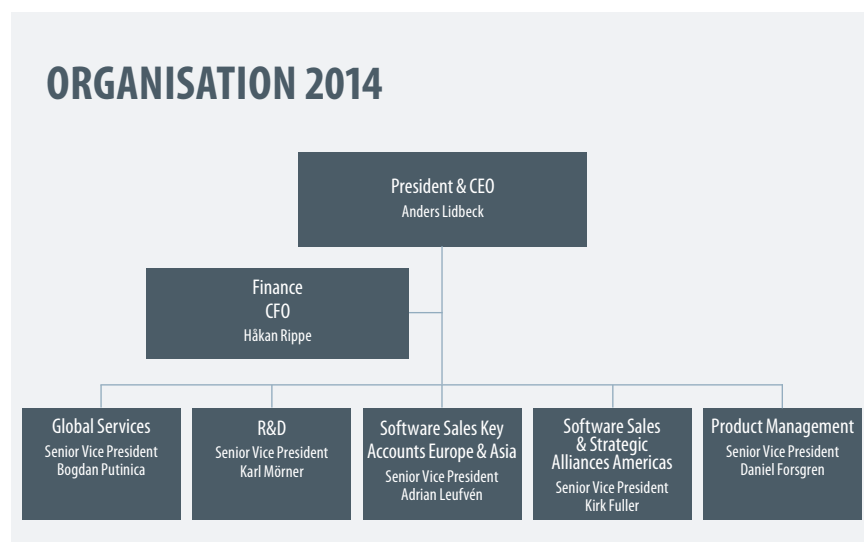 ORGANISATION 2014
President & CEO
Anders Lidbeck
Finance
CFO
Håkan Rippe
Global Services
Senior Vice President
Bogdan Putinica
R&D
Senior Vice President
Karl Mörner
Software Sales Key
Accounts Europe & Asia
Senior Vice President
Adrian Leufvén
Software Sales
& Strategic
Alliances Americas
Senior Vice President
Kirk Fuller
Product Management
Senior Vice President
Daniel Forsgren